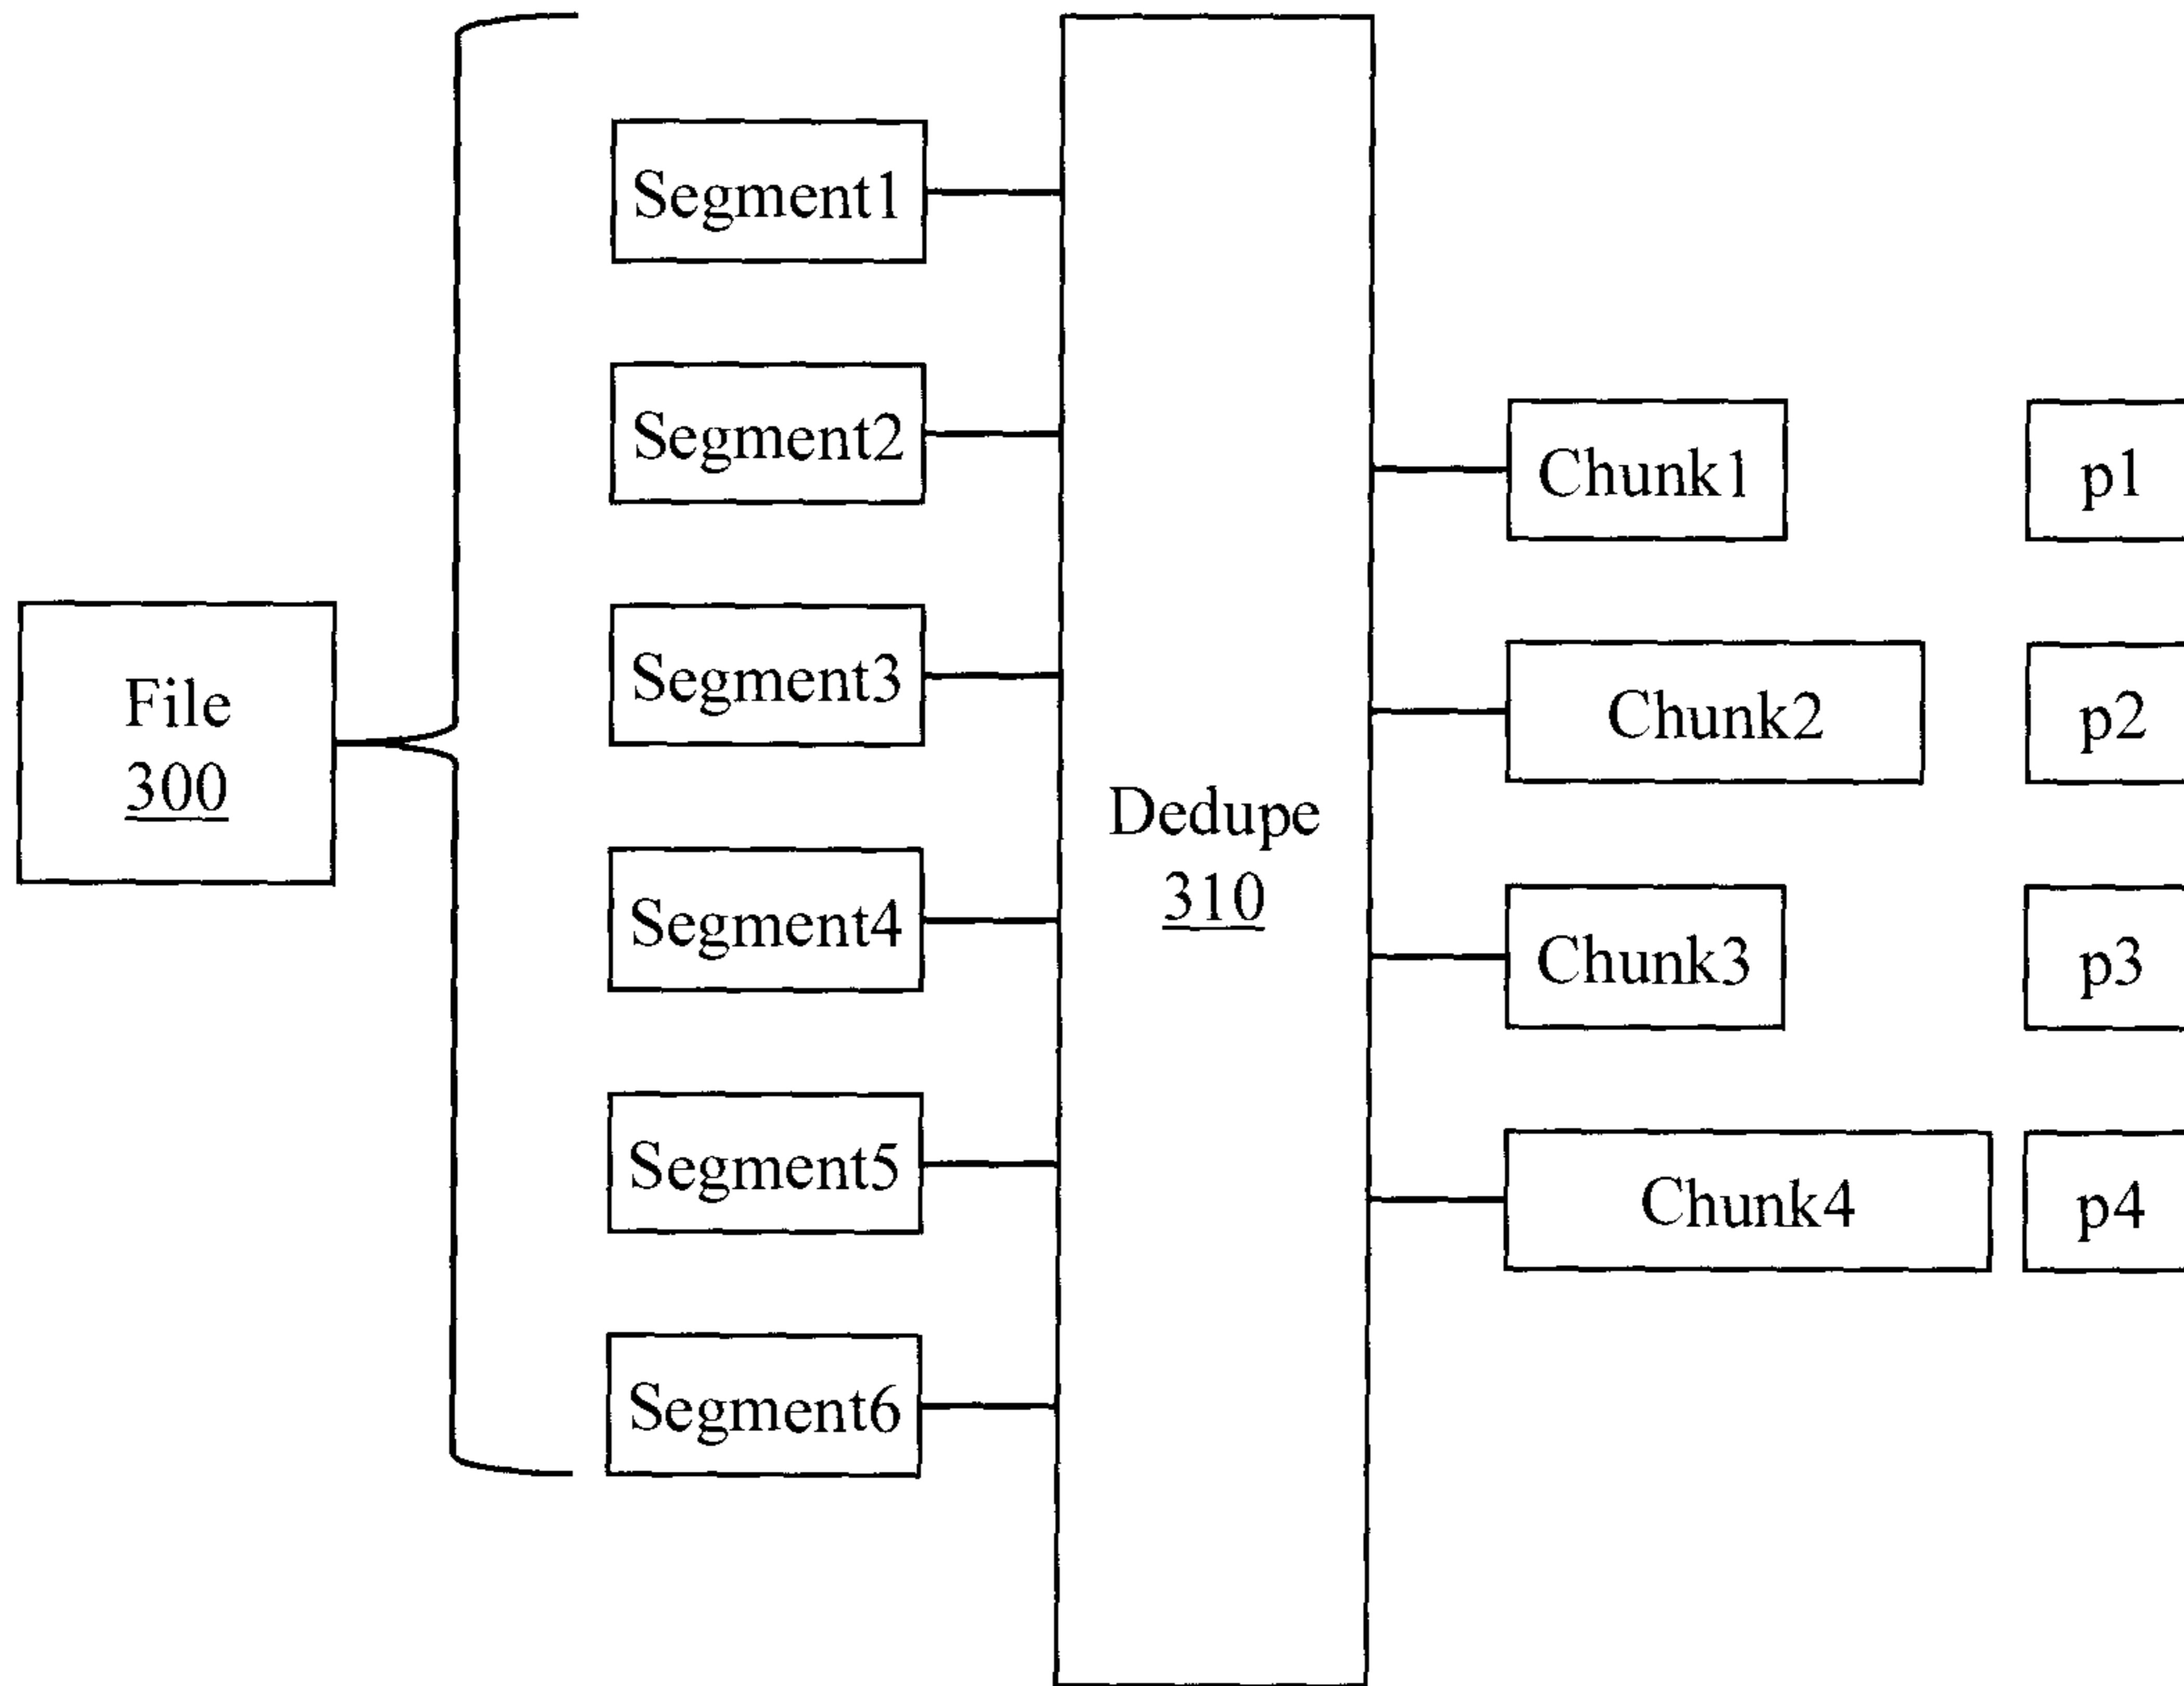 File
300
Segment1
Segment2
Segment3
Segment4
Segment5
Segment6
Dedupe
310
Chunk1
p1
Chunk2
p2
Chunk3
p3
Chunk4
p4